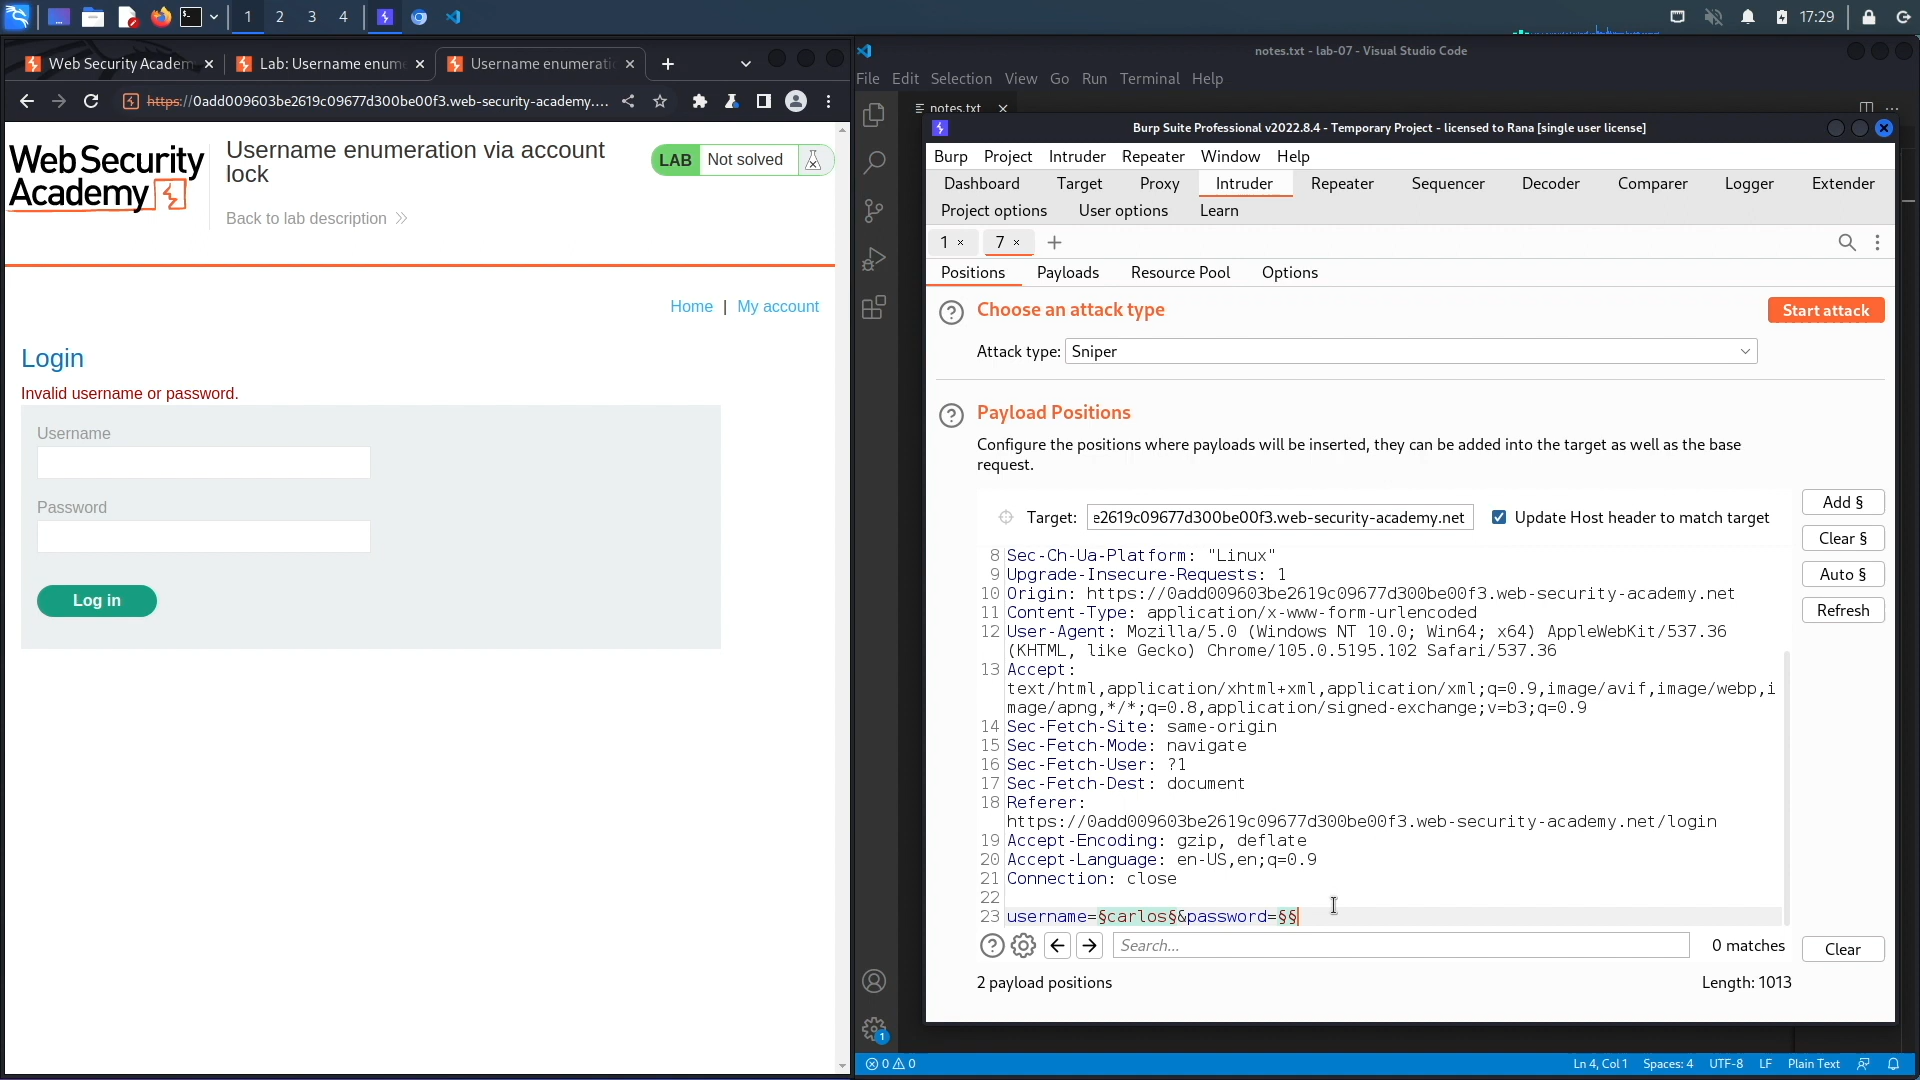 1
2
3
4
17:29
Web Security Academ
Lab: Username enume
Username enumeratio
https://0add009603be2619c09677d300be00f3.web-security-academy....
WebSecurity
Academy
Username enumeration via account
lock
LAB Not solved
Back to lab description
Home | My account
Login
Invalid username or password.
Username
Password
Log in
notes.txt - lab-07 - Visual Studio Code
File Edit Selection View Go Run Terminal Help
notes.txt
Burp Suite Professional v2022.8.4 - Temporary Project - licensed to Rana [single user license]
Burp Project Intruder Repeater Window Help
Dashboard Target Proxy Intruder Repeater Sequencer Decoder Comparer Logger Extender
Project options User options Learn
1 × 7 × +
Positions Payloads Resource Pool Options
Choose an attack type
Start attack
Attack type: Sniper
Payload Positions
Configure the positions where payloads will be inserted, they can be added into the target as well as the base
request.
Target: e2619c09677d300be00f3.web-security-academy.net Update Host header to match target
Add §
Clear §
Auto §
Refresh
8 Sec-Ch-Ua-Platform: "Linux"
9 Upgrade-Insecure-Requests: 1
10 Origin: https://0add009603be2619c09677d300be00f3.web-security-academy.net
11 Content-Type: application/x-www-form-urlencoded
12 User-Agent: Mozilla/5.0 (Windows NT 10.0; Win64; x64) AppleWebKit/537.36
(KHTML, like Gecko) Chrome/105.0.5195.102 Safari/537.36
13 Accept:
text/html,application/xhtml+xml,application/xml;q=0.9,image/avif,image/webp,i
mage/apng,*/*;q=0.8,application/signed-exchange;v=b3;q=0.9
14 Sec-Fetch-Site: same-origin
15 Sec-Fetch-Mode: navigate
16 Sec-Fetch-User: ?1
17 Sec-Fetch-Dest: document
18 Referer:
https://0add009603be2619c09677d300be00f3.web-security-academy.net/login
19 Accept-Encoding: gzip, deflate
20 Accept-Language: en-US,en;q=0.9
21 Connection: close
22
23 username=§carlos§&password=§§
Search...
0 matches
Clear
2 payload positions
Length: 1013
1
0 0
Ln 4, Col 1 Spaces: 4 UTF-8 LF Plain Text